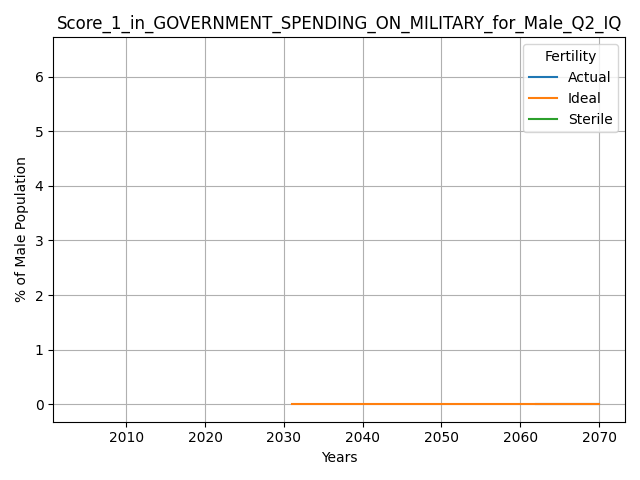 Score_1_in_GOVERNMENT_SPENDING_ON_MILITARY_for_Male_Q2_IQ
Fertility
Actual
Ideal
Sterile
% of Male Population
6
5
4
3
2
1
0
2010 2020 2030 2040 2050 2060 2070
Years